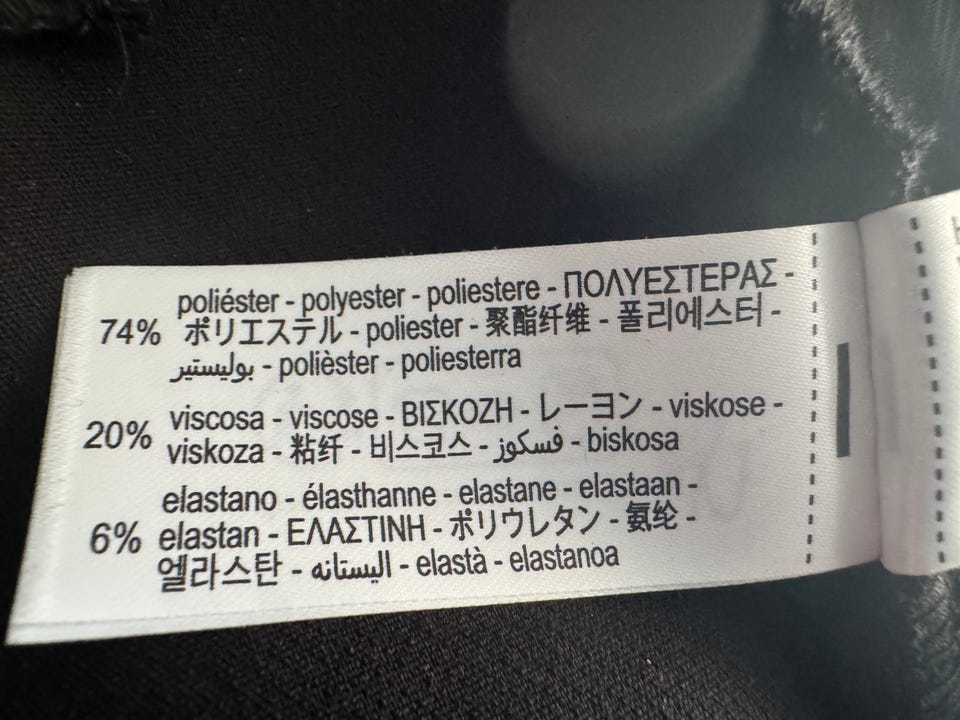 74% poliéster - polyester - poliestere - ΠΟΛΥΕΣΤΕΡΑΣ -
ポリエステル - poliester - 聚酯纤维 - 폴리에스터 -
بوليستير - polièster - poliesterra
20% viscosa - viscose - ΒΙΣΚΟΖΗ - レーヨン - viskose -
viskoza - 粘纤 - 비스코스 - فسكوز - biskosa
6% elastano - élasthanne - elastane - elastaan -
elastan - ΕΛΑΣΤΙΝΗ - ポリウレタン - 氨纶 -
엘라스탄 - اليستانه - elastà - elastanoa